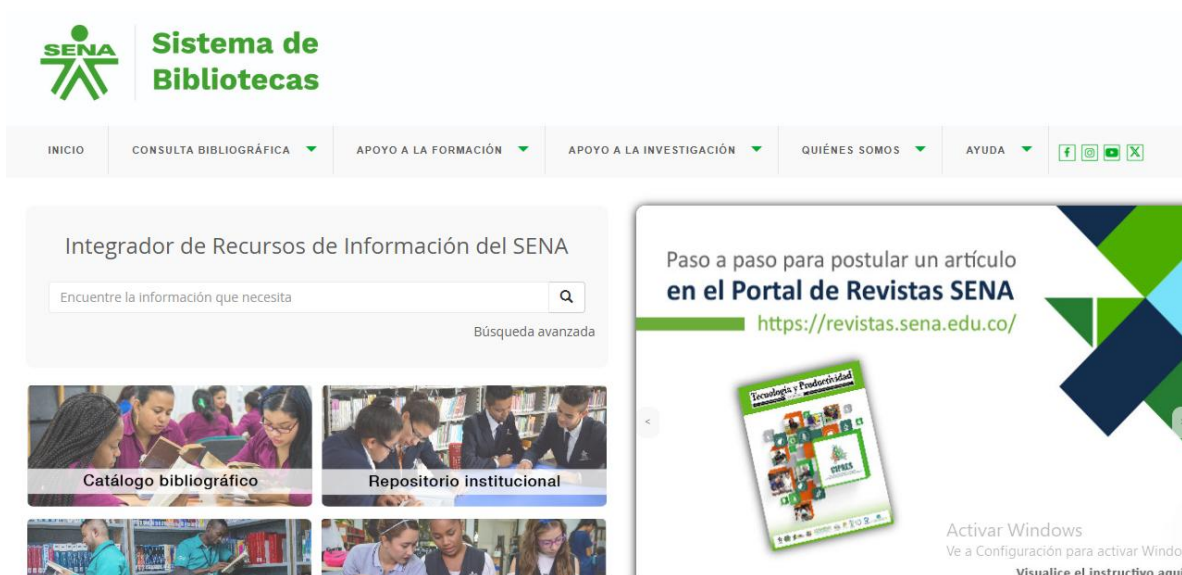 SENA
Sistema de
Bibliotecas
INICIO
CONSULTA BIBLIOGRÁFICA
APOYO A LA FORMACIÓN
APOYO A LA INVESTIGACIÓN
QUIÉNES SOMOS
AYUDA
Integrador de Recursos de Información del SENA
Encuentre la información que necesita
Búsqueda avanzada
Catálogo bibliográfico
Repositorio institucional
Paso a paso para postular un artículo
en el Portal de Revistas SENA
https://revistas.sena.edu.co/
Tecnología y Productividad
<
Activar Windows
Ve a Configuración para activar Windo
Visualice el instructivo aquí